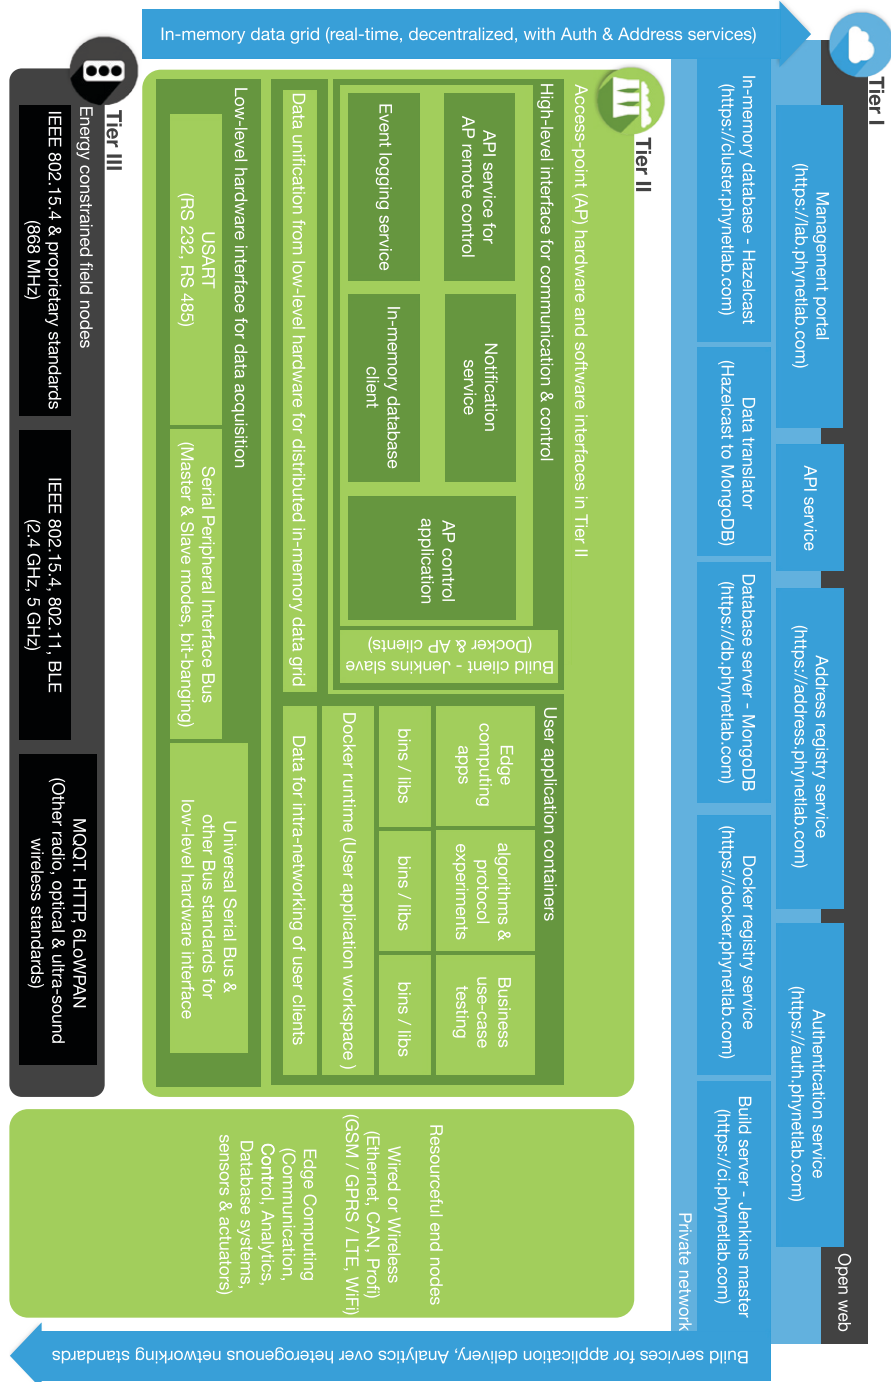 In-memory data grid (real-time, decentralized, with Auth & Address services)
Tier I
Open web
Management portal
(https://lab.phynetlab.com)
API service
Address registry service
(https://address.phynetlab.com)
Authentication service
(https://auth.phynetlab.com)
In-memory database - Hazelcast
(https://cluster.phynetlab.com)
Data translator
(Hazelcast to MongoDB)
Database server - MongoDB
(https://db.phynetlab.com)
Docker registry service
(https://docker.phynetlab.com)
Build server - Jenkins master
(https://ci.phynetlab.com)
Private network
Tier II
Access-point (AP) hardware and software interfaces in Tier II
High-level interface for communication & control
API service for
AP remote control
Notification
service
Event logging service
In-memory database
client
AP control
application
Build client - Jenkins slave
(Docker & AP clients)
User application containers
Edge
computing
apps
algorithms &
protocol
experiments
Business
use-case
testing
bins / libs
bins / libs
bins / libs
Docker runtime (User application workspace )
Data unification from low-level hardware for distributed in-memory data grid
Data for intra-networking of user clients
Low-level hardware interface for data acquisition
USART
(RS 232, RS 485)
Serial Peripheral Interface Bus
(Master & Slave modes, bit-banging)
Universal Serial Bus &
other Bus standards for
low-level hardware interface
Resourceful end nodes
Wired or Wireless
(Ethernet, CAN, Profi)
(GSM / GPRS / LTE, WiFi)
Edge Computing
(Communication,
Control, Analytics,
Database systems,
sensors & actuators)
Tier III
Energy constrained field nodes
IEEE 802.15.4 & proprietary standards
(868 MHz)
IEEE 802.15.4, 802.11, BLE
(2.4 GHz, 5 GHz)
MQQT. HTTP, 6LoWPAN
(Other radio, optical & ultra-sound
wireless standards)
Build services for application delivery, Analytics over heterogenous networking standards